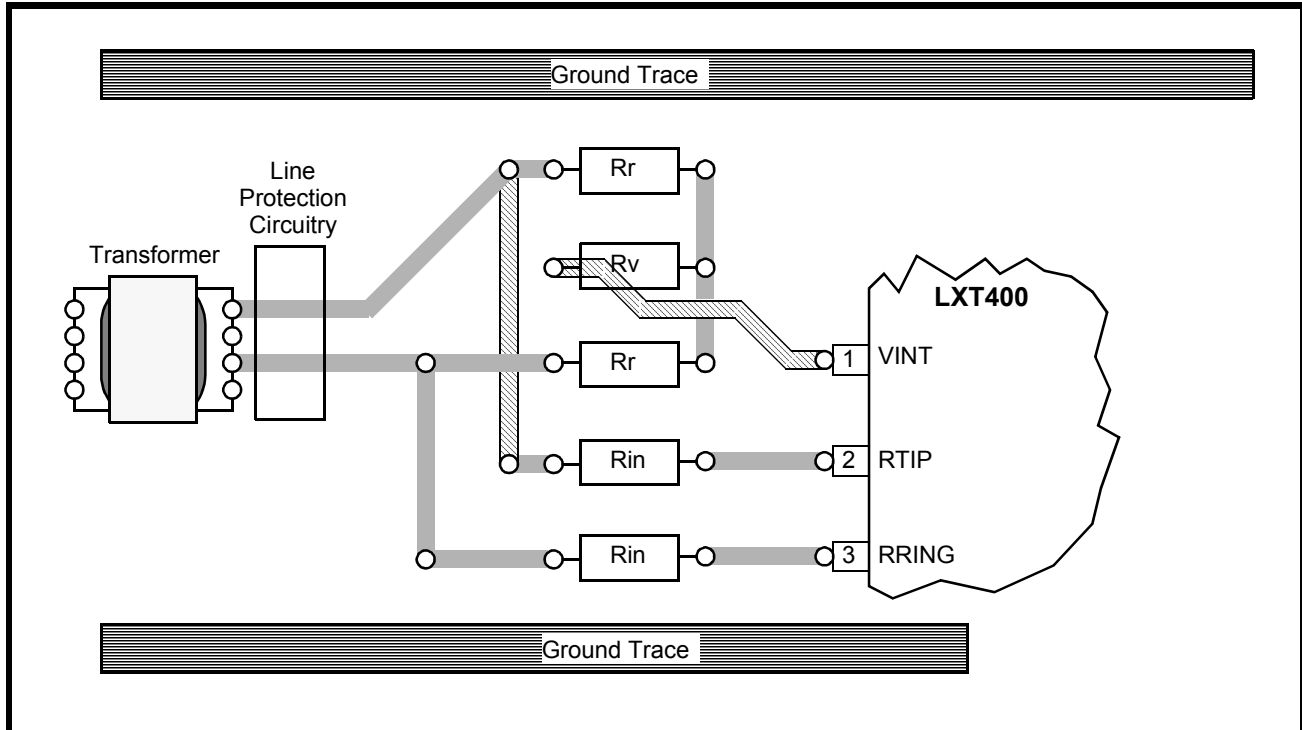 Ground Trace
Line
Protection
Circuitry
Transformer
Rr
Rv
Rr
Rin
Rin
LXT400
1 VINT
2 RTIP
3 RRING
Ground Trace